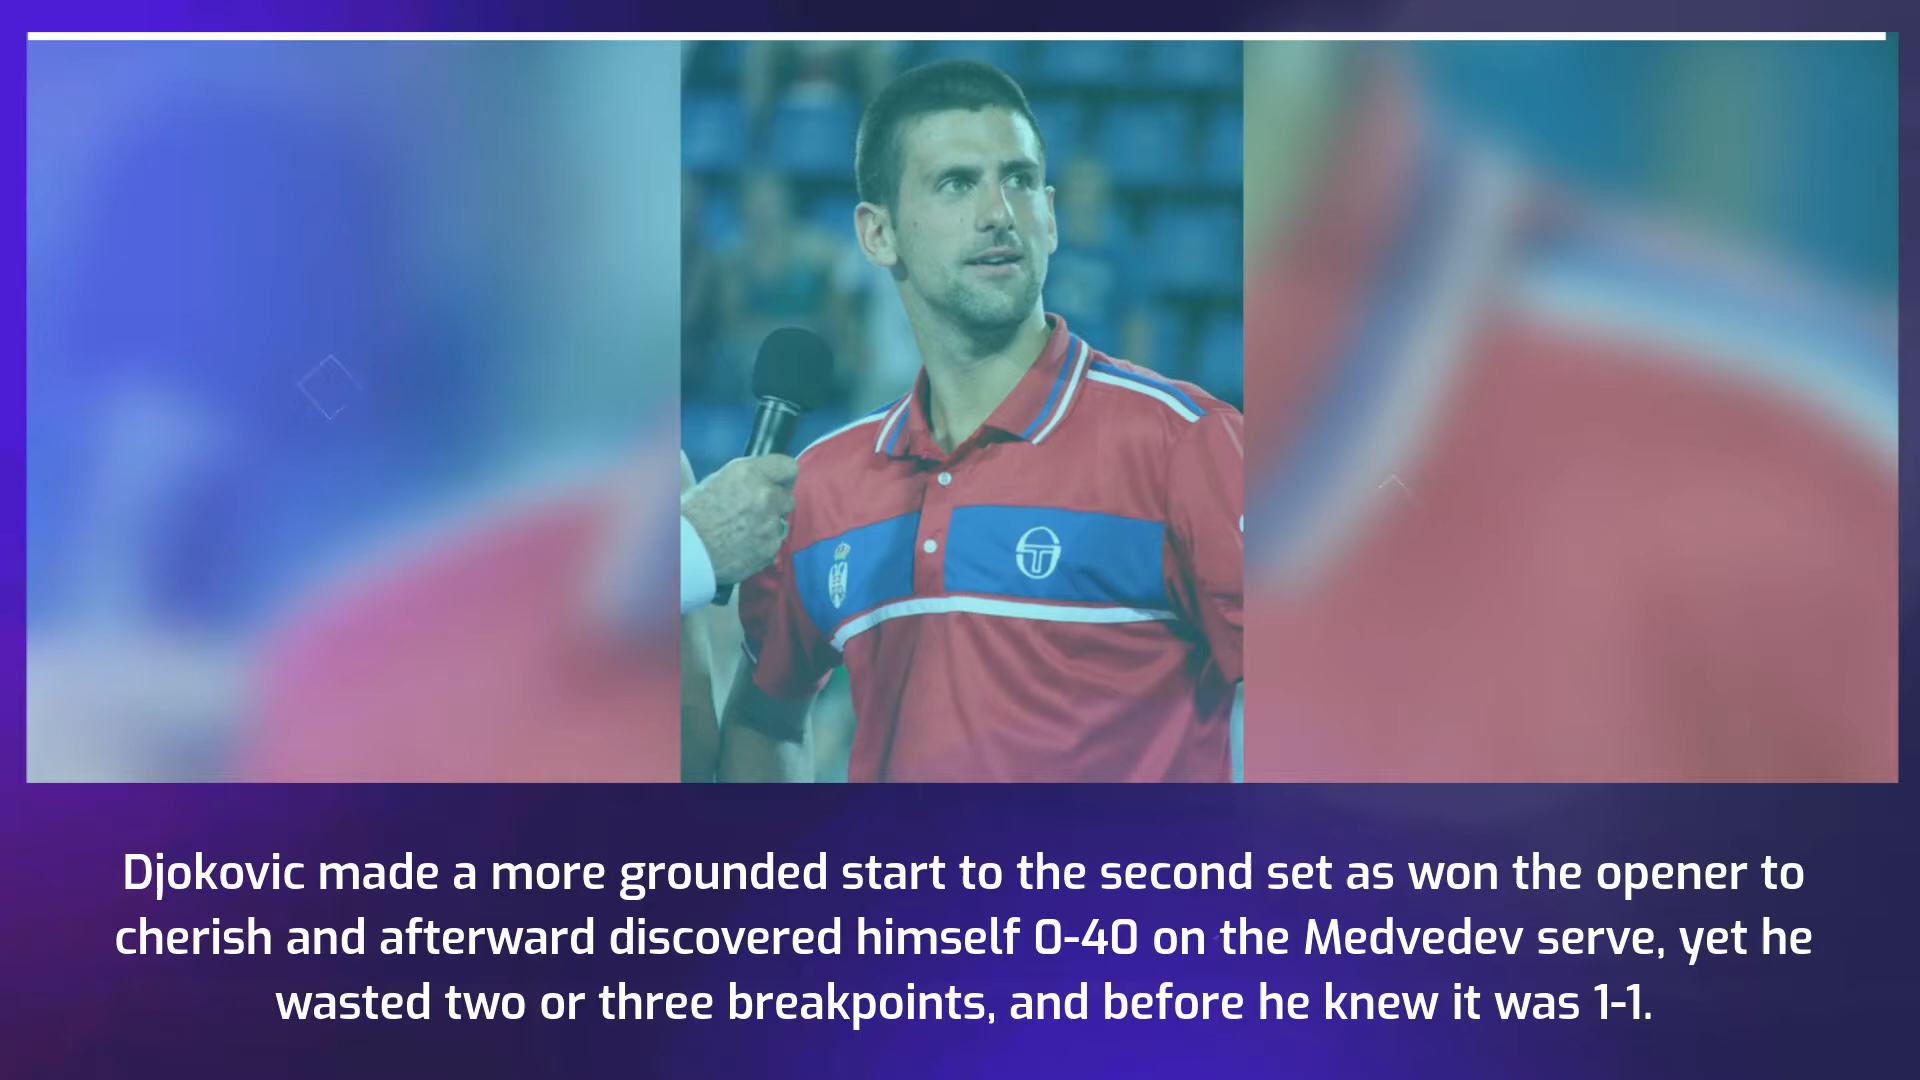 Djokovic made a more grounded start to the second set as won the opener to
cherish and afterward discovered himself 0-40 on the Medvedev serve, yet he
wasted two or three breakpoints, and before he knew it was 1-1.